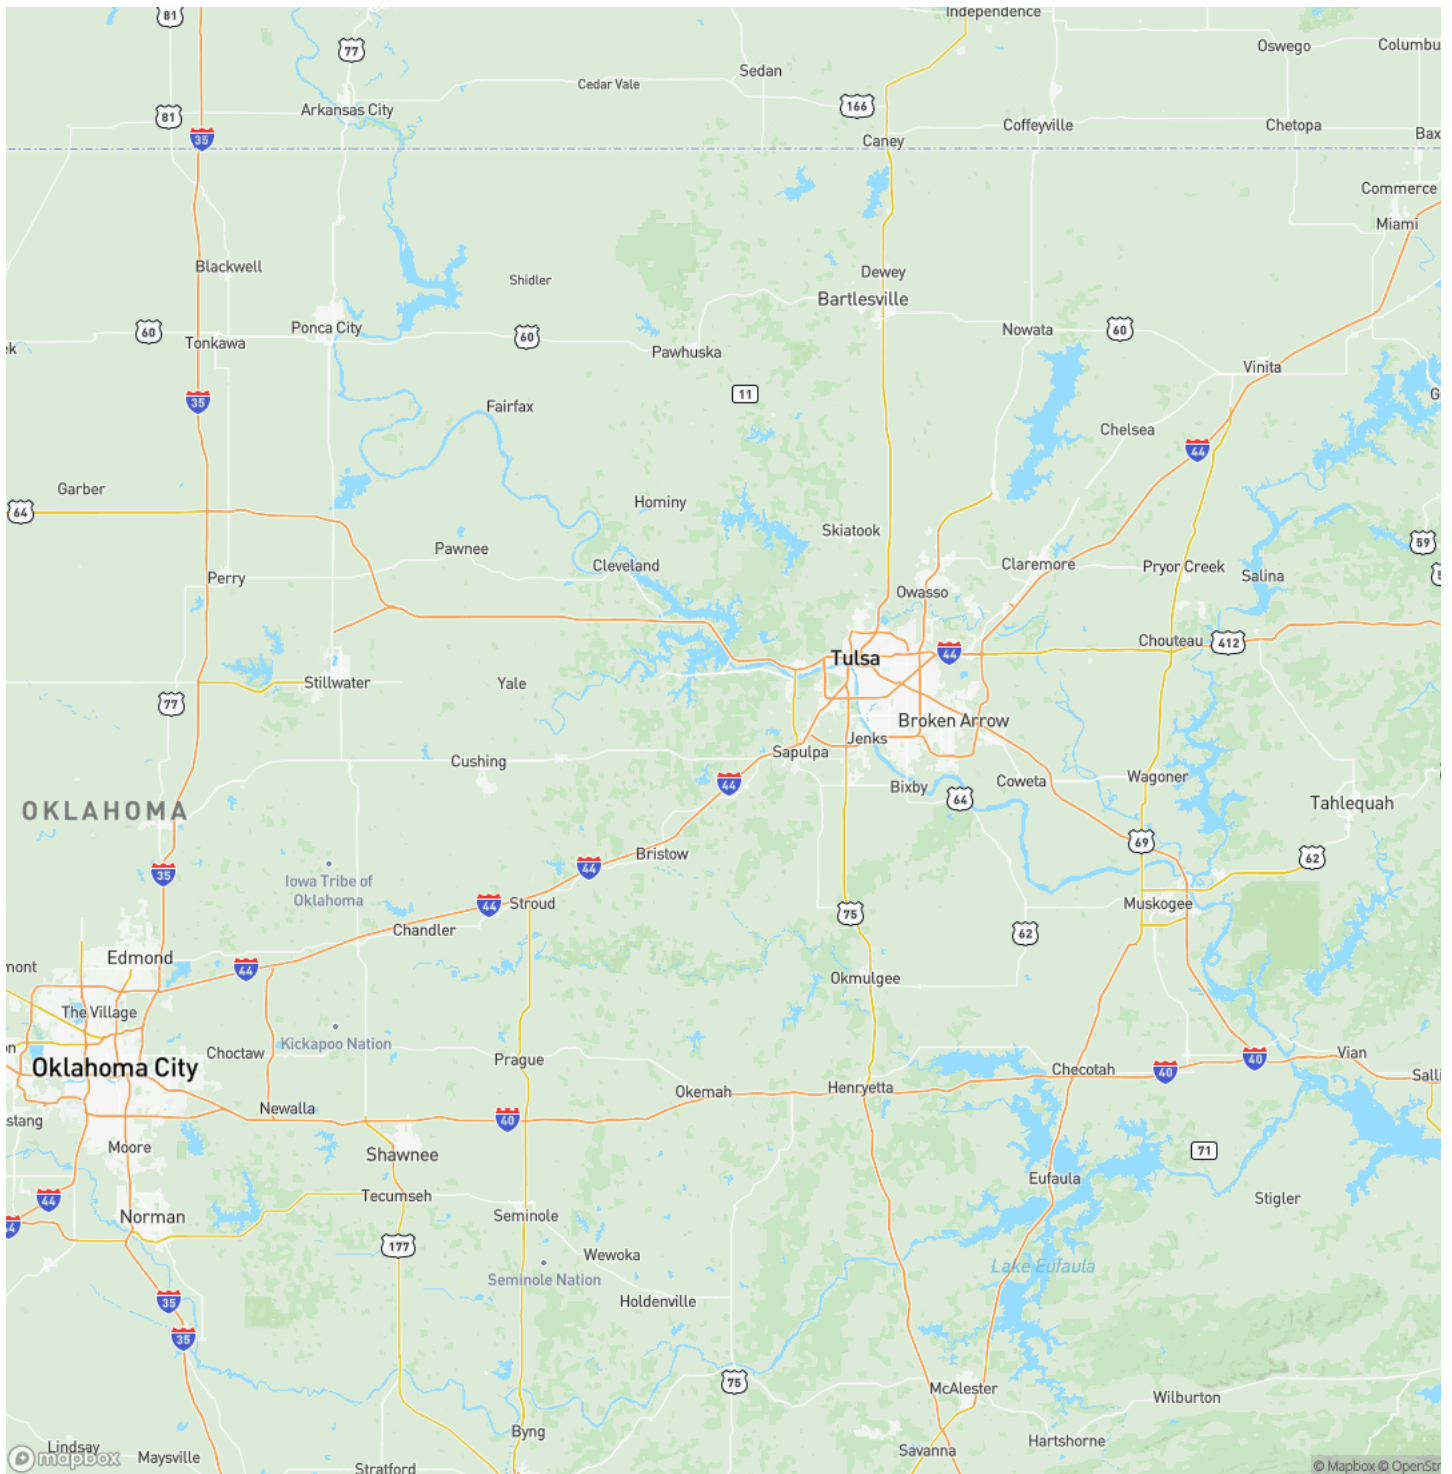 81
77
Independence
Oswego
Columbu
Sedan
Cedar Vale
Arkansas City
166
81
35
Caney
Coffeyville
Chetopa
Bax
Commerce
Miami
Blackwell
Shidler
Dewey
Bartlesville
60
Ponca City
60
Nowata
60
Tonkawa
Pawhuska
Vinita
35
11
G
Fairfax
Chelsea
44
Garber
64
Hominy
Skiatook
59
Pawnee
Cleveland
Claremore
Pryor Creek
Salina
Perry
Owasso
Chouteau
412
Tulsa
44
Stillwater
Yale
77
Broken Arrow
Jenks
Sapulpa
Cushing
44
Bixby
Coweta
Wagoner
64
Tahlequah
OKLAHOMA
69
Bristow
62
44
35
Iowa Tribe of
Oklahoma
44
Stroud
75
Muskogee
Chandler
62
Edmond
mont
44
Okmulgee
The Village
Kickapoo Nation
Choctaw
on
Prague
40
Vian
Oklahoma City
Checotah
40
Salli
Okemah
Henryetta
Newalla
40
stang
Moore
Shawnee
71
Eufaula
Tecumseh
44
Stigler
Norman
Seminole
44
177
Wewoka
Lake Eufaula
Seminole Nation
35
Holdenville
35
75
McAlester
Wilburton
Byng
Hartshorne
Lindsay
Savanna
mapbox
Maysville
Stratford
© Mapbox © OpenStr